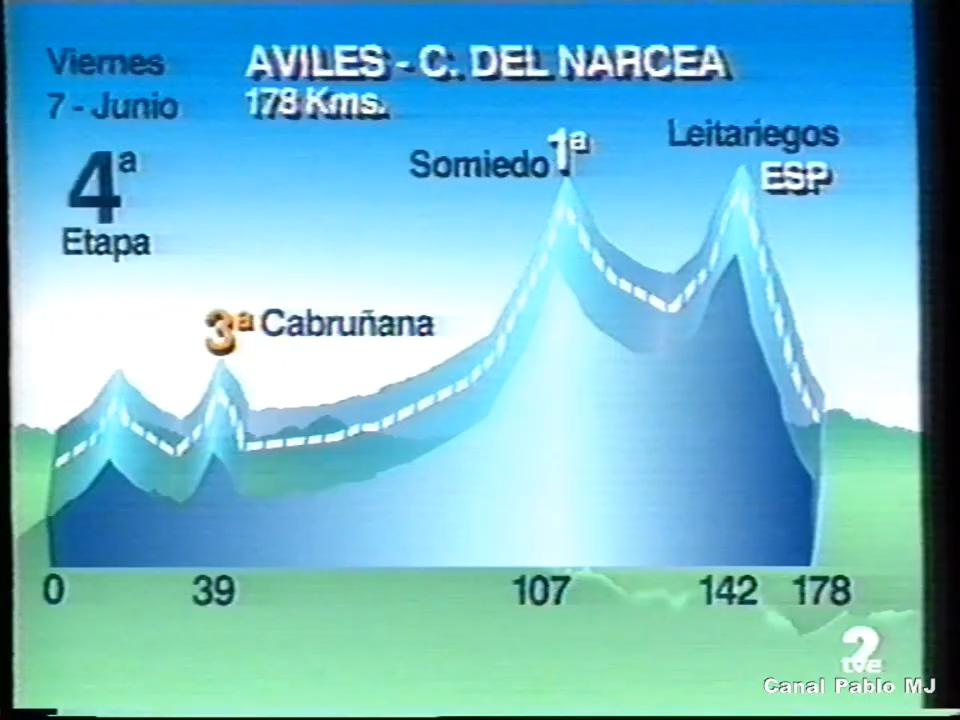 Viernes
7 - Junio
AVILES - C. DEL NARCEA
178 Kms.
4ª
Etapa
Somiedo 1ª
Leitariegos
ESP
3ª Cabruñana
0 39 107 142 178
2
tve
Canal Pablo MJ